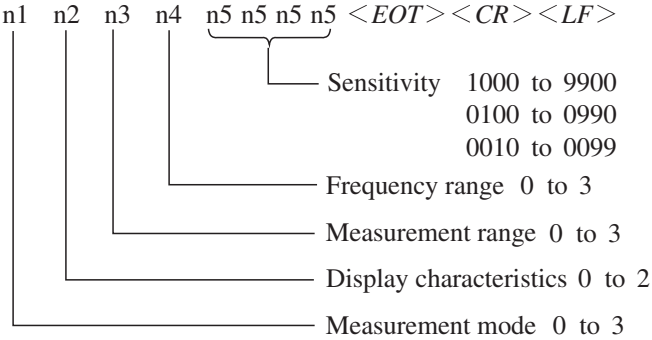 n1 n2 n3 n4 n5 n5 n5 n5 <EOT><CR><LF>
Sensitivity 1000 to 9900
0100 to 0990
0010 to 0099
Frequency range 0 to 3
Measurement range 0 to 3
Display characteristics 0 to 2
Measurement mode 0 to 3